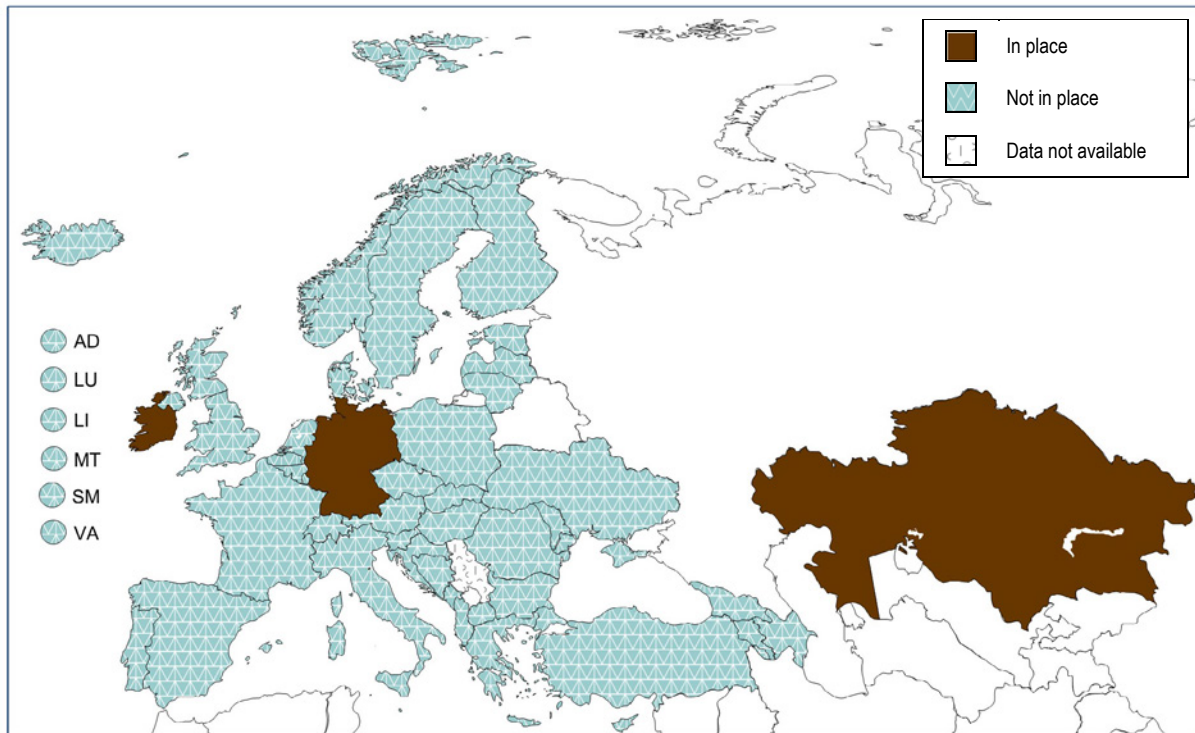 In place
Not in place
Data not available
AD
LU
LI
MT
SM
VA